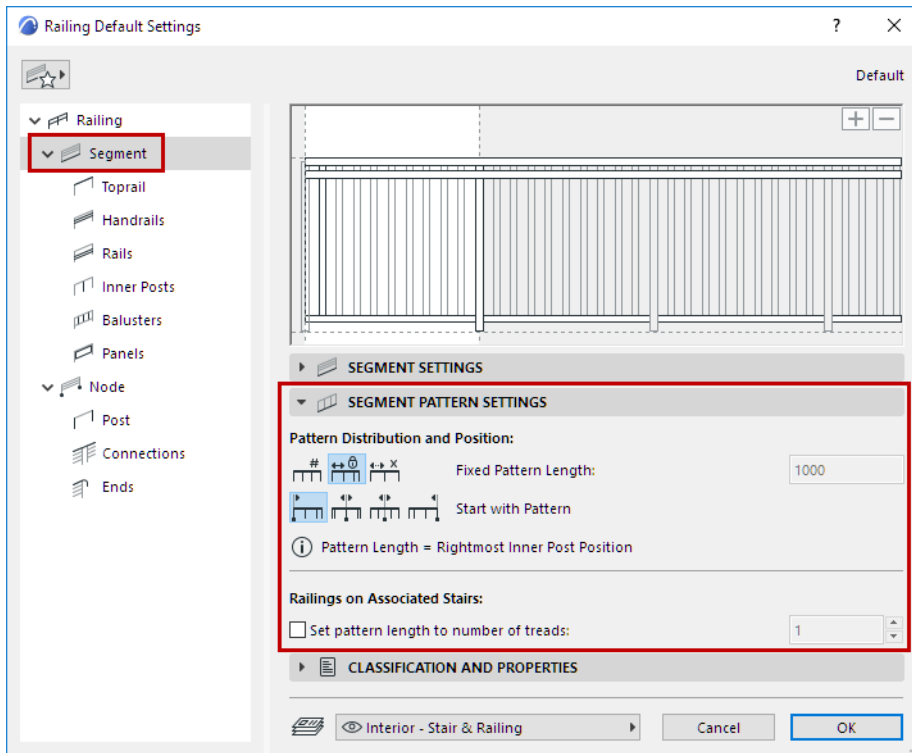 Railing Default Settings
?
Default
Railing
Segment
Toprail
Handrails
Rails
Inner Posts
Balusters
Panels
Node
Post
Connections
Ends
SEGMENT SETTINGS
SEGMENT PATTERN SETTINGS
Pattern Distribution and Position:
# X Fixed Pattern Length: 1000
Start with Pattern
Pattern Length = Rightmost Inner Post Position
Railings on Associated Stairs:
Set pattern length to number of treads: 1
CLASSIFICATION AND PROPERTIES
Interior - Stair & Railing
Cancel
OK